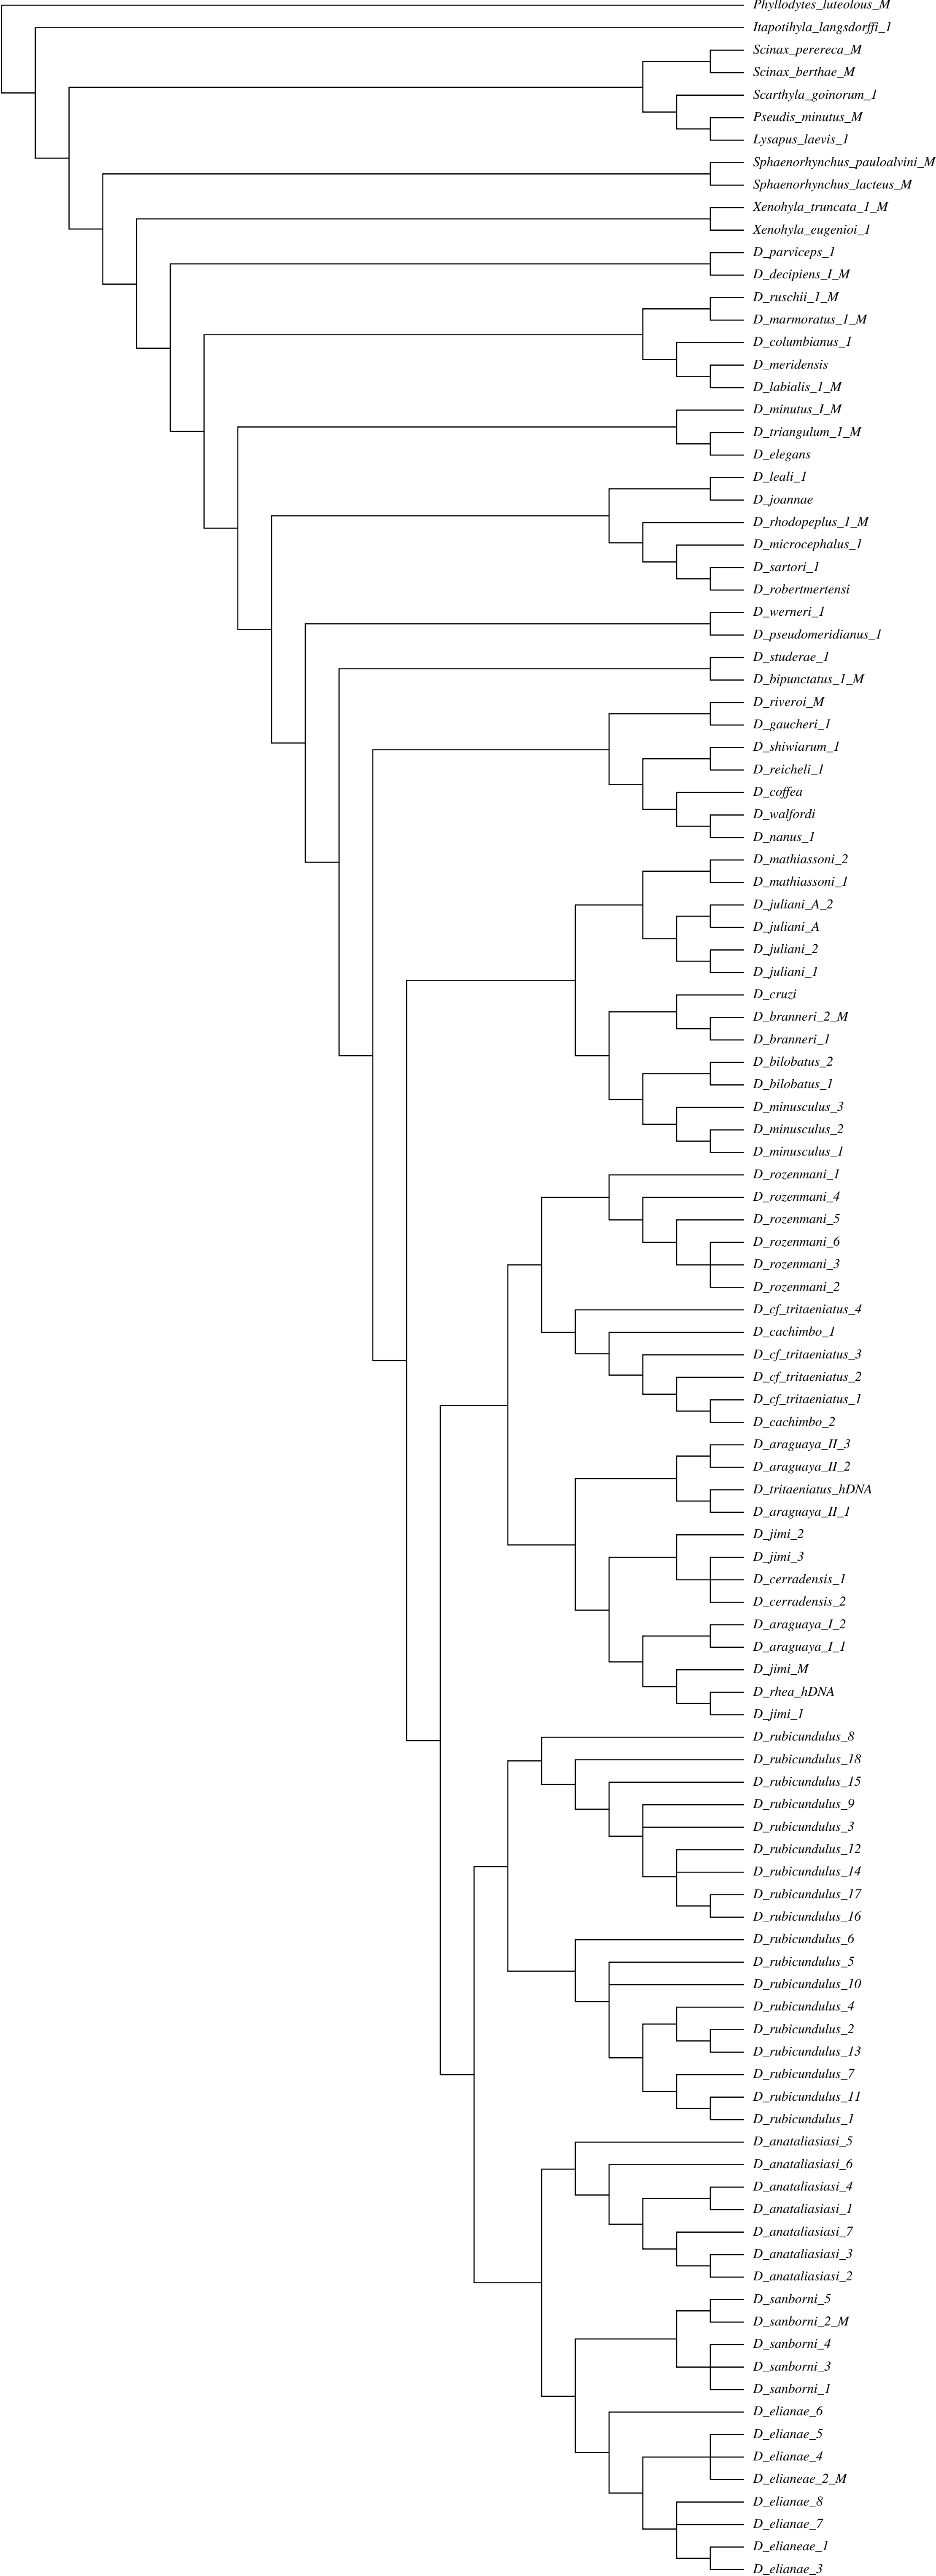 Phyllodytes_luteolous_M
Itapotihyla_langsdorffi_1
Scinax_perereca_M
Scinax_berthae_M
Scarthyla_goinorum_1
Pseudis_minutus_M
Lysapus_laevis_1
Sphaenorhynchus_pauloalvini_M
Sphaenorhynchus_lacteus_M
Xenohyla_truncata_1_M
Xenohyla_eugenioi_1
D_parviceps_1
D_decipiens_I_M
D_ruschii_1_M
D_marmoratus_1_M
D_columbianus_1
D_meridensis
D_labialis_1_M
D_minutus_I_M
D_triangulum_1_M
D_elegans
D_leali_1
D_joannae
D_rhodopeplus_1_M
D_microcephalus_1
D_sartori_1
D_robertmertensi
D_werneri_1
D_pseudomeridianus_1
D_studerae_1
D_bipunctatus_1_M
D_riveroi_M
D_gaucheri_1
D_shiwiarum_1
D_reicheli_1
D_coffea
D_walfordi
D_nanus_1
D_mathiassoni_2
D_mathiassoni_1
D_juliani_A_2
D_juliani_A
D_juliani_2
D_juliani_1
D_cruzi
D_branneri_2_M
D_branneri_1
D_bilobatus_2
D_bilobatus_1
D_minusculus_3
D_minusculus_2
D_minusculus_1
D_rozenmani_1
D_rozenmani_4
D_rozenmani_5
D_rozenmani_6
D_rozenmani_3
D_rozenmani_2
D_cf_tritaeniatus_4
D_cachimbo_1
D_cf_tritaeniatus_3
D_cf_tritaeniatus_2
D_cf_tritaeniatus_1
D_cachimbo_2
D_araguaya_II_3
D_araguaya_II_2
D_tritaeniatus_hDNA
D_araguaya_II_1
D_jimi_2
D_jimi_3
D_cerradensis_1
D_cerradensis_2
D_araguaya_I_2
D_araguaya_I_1
D_jimi_M
D_rhea_hDNA
D_jimi_1
D_rubicundulus_8
D_rubicundulus_18
D_rubicundulus_15
D_rubicundulus_9
D_rubicundulus_3
D_rubicundulus_12
D_rubicundulus_14
D_rubicundulus_17
D_rubicundulus_16
D_rubicundulus_6
D_rubicundulus_5
D_rubicundulus_10
D_rubicundulus_4
D_rubicundulus_2
D_rubicundulus_13
D_rubicundulus_7
D_rubicundulus_11
D_rubicundulus_1
D_anataliasiasi_5
D_anataliasiasi_6
D_anataliasiasi_4
D_anataliasiasi_1
D_anataliasiasi_7
D_anataliasiasi_3
D_anataliasiasi_2
D_sanborni_5
D_sanborni_2_M
D_sanborni_4
D_sanborni_3
D_sanborni_1
D_elianae_6
D_elianae_5
D_elianae_4
D_elianeae_2_M
D_elianae_8
D_elianae_7
D_elianeae_1
D_elianae_3